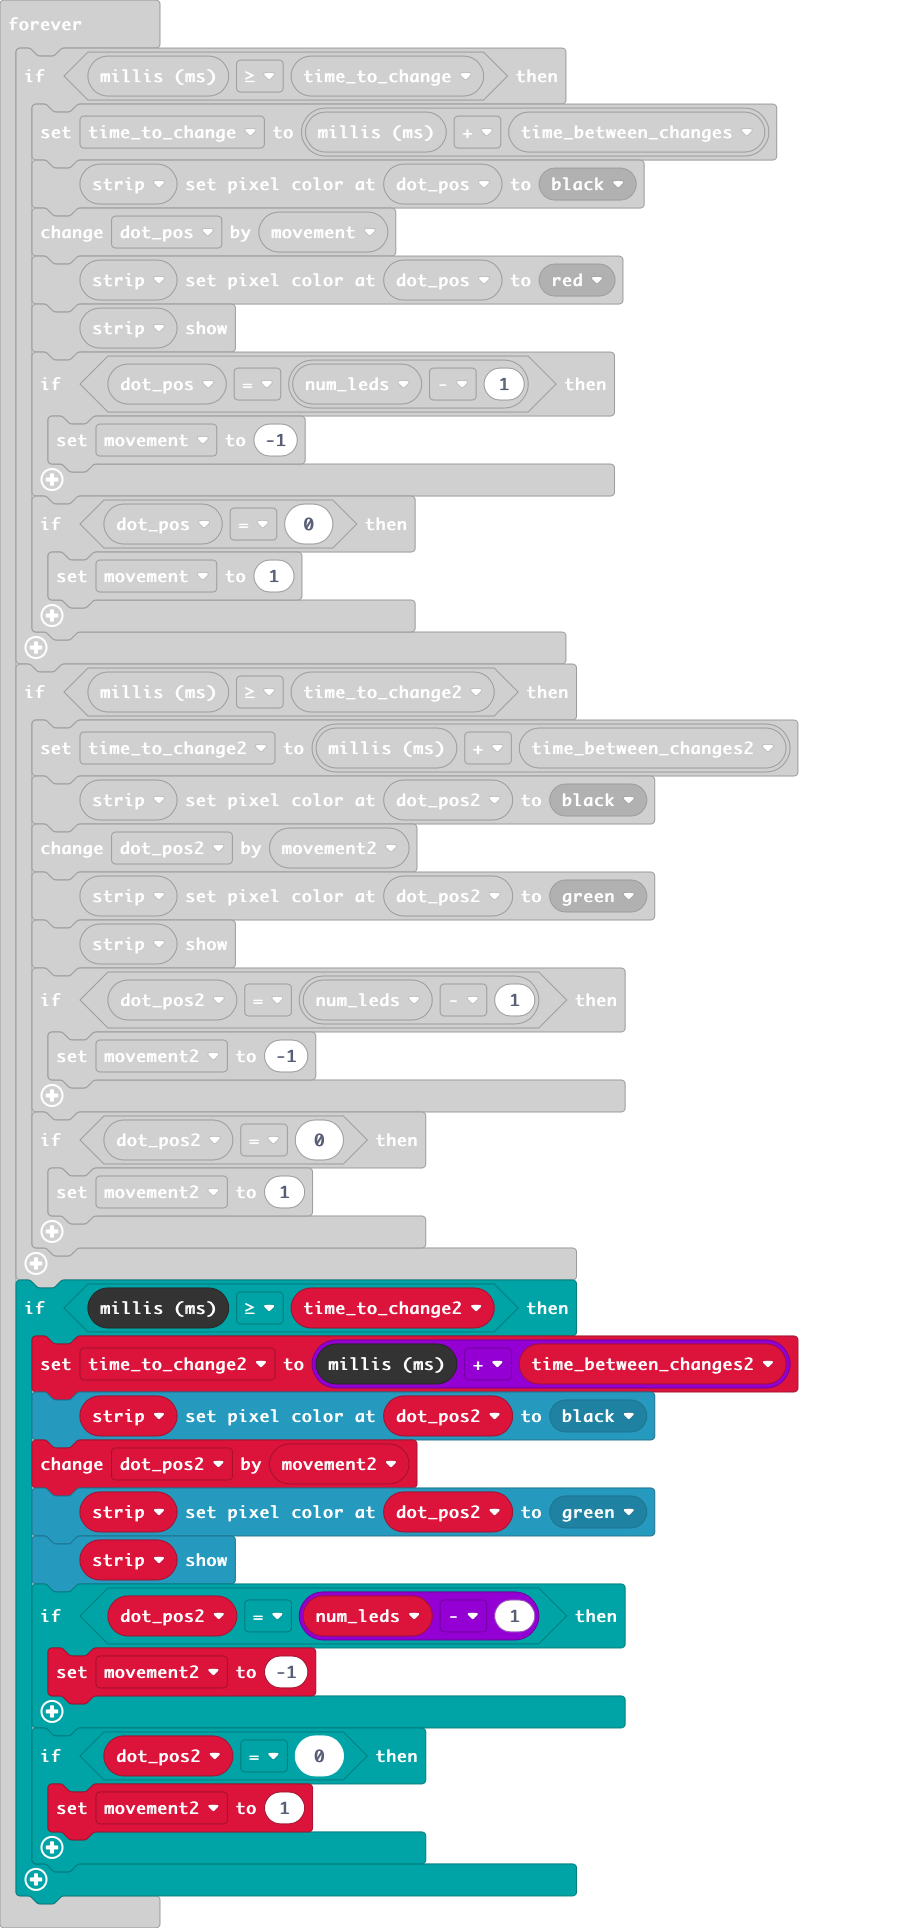 forever
if millis (ms) ≥ time_to_change then
set time_to_change to millis (ms) + time_between_changes
strip set pixel color at dot_pos to black
change dot_pos by movement
strip set pixel color at dot_pos to red
strip show
if dot_pos = num_leds - 1 then
set movement to -1
if dot_pos = 0 then
set movement to 1
if millis (ms) ≥ time_to_change2 then
set time_to_change2 to millis (ms) + time_between_changes2
strip set pixel color at dot_pos2 to black
change dot_pos2 by movement2
strip set pixel color at dot_pos2 to green
strip show
if dot_pos2 = num_leds - 1 then
set movement2 to -1
if dot_pos2 = 0 then
set movement2 to 1
if millis (ms) ≥ time_to_change2 then
set time_to_change2 to millis (ms) + time_between_changes2
strip set pixel color at dot_pos2 to black
change dot_pos2 by movement2
strip set pixel color at dot_pos2 to green
strip show
if dot_pos2 = num_leds - 1 then
set movement2 to -1
if dot_pos2 = 0 then
set movement2 to 1